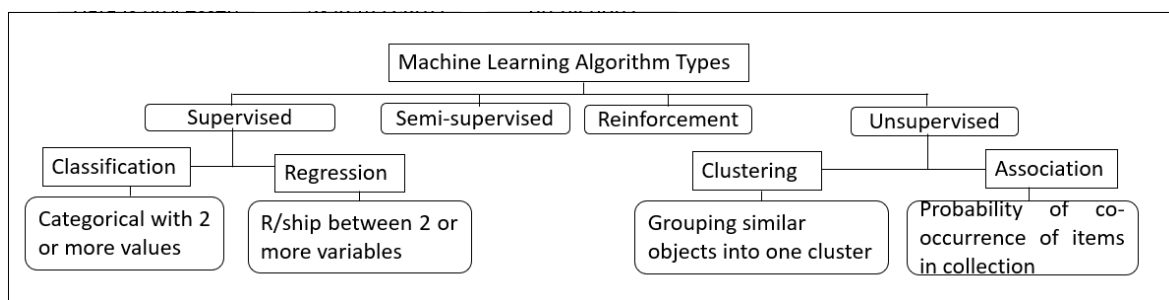 Machine Learning Algorithm Types
Supervised
Semi-supervised
Reinforcement
Unsupervised
Classification
Regression
Clustering
Association
Categorical with 2
or more values
R/ship between 2 or
more variables
Grouping similar
objects into one cluster
Probability of co-
occurrence of items
in collection